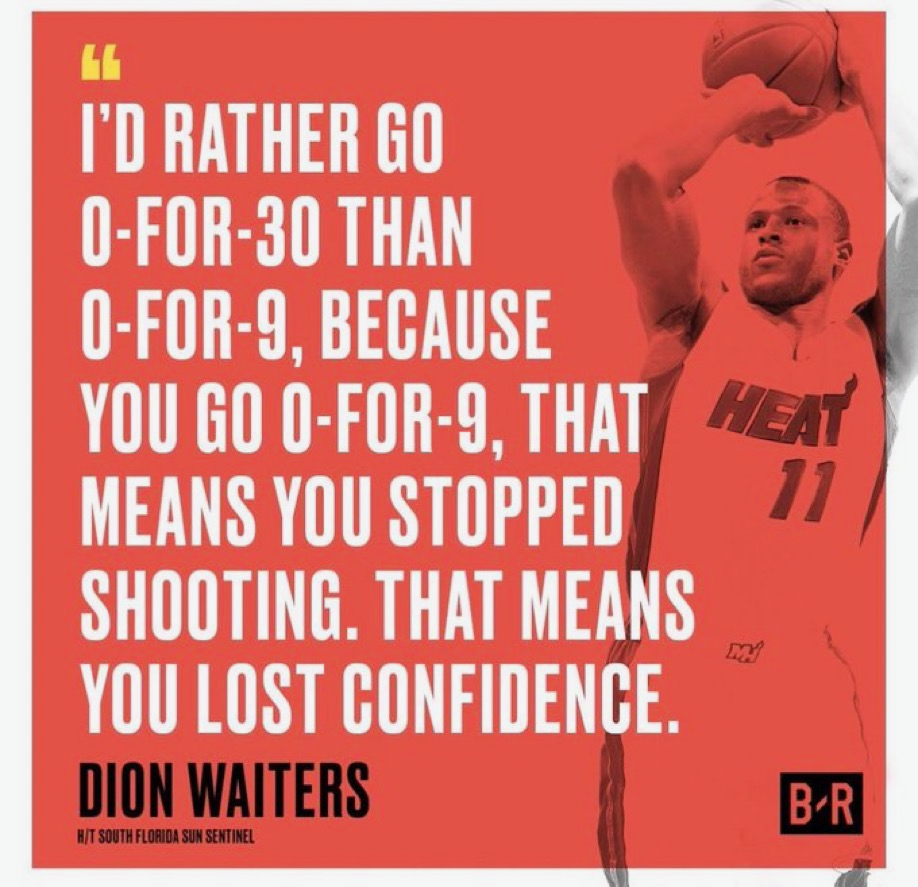 “
I’D RATHER GO
0-FOR-30 THAN
0-FOR-9, BECAUSE
YOU GO 0-FOR-9, THAT
MEANS YOU STOPPED
SHOOTING. THAT MEANS
YOU LOST CONFIDENCE.
DION WAITERS
H/T SOUTH FLORIDA SUN SENTINEL
HEAT
11
MH
B-R